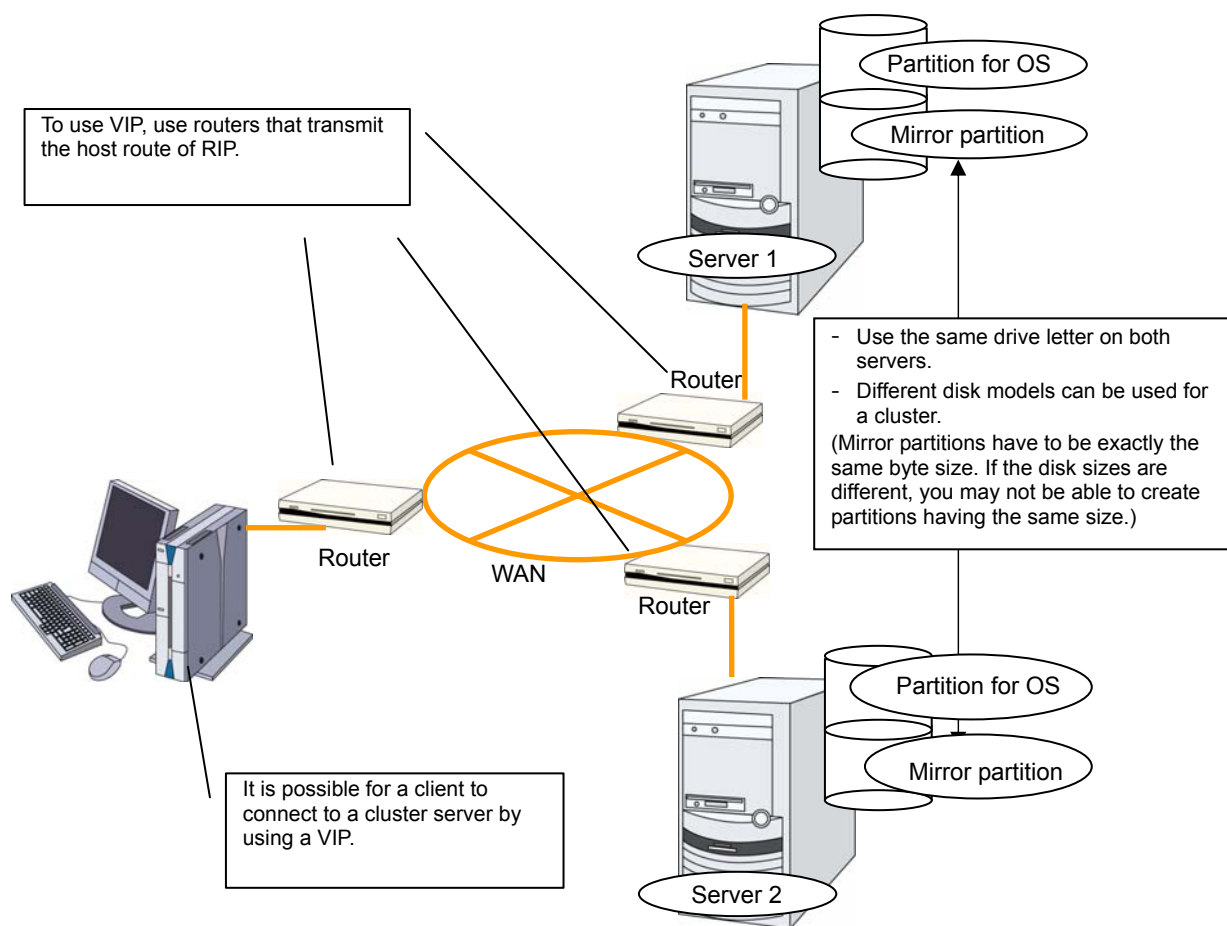 Partition for OS
Mirror partition
To use VIP, use routers that transmit
the host route of RIP.
Server 1
- Use the same drive letter on both
servers.
- Different disk models can be used for
a cluster.
(Mirror partitions have to be exactly the
same byte size. If the disk sizes are
different, you may not be able to create
partitions having the same size.)
Router
Router
WAN
Router
Partition for OS
Mirror partition
It is possible for a client to
connect to a cluster server by
using a VIP.
Server 2